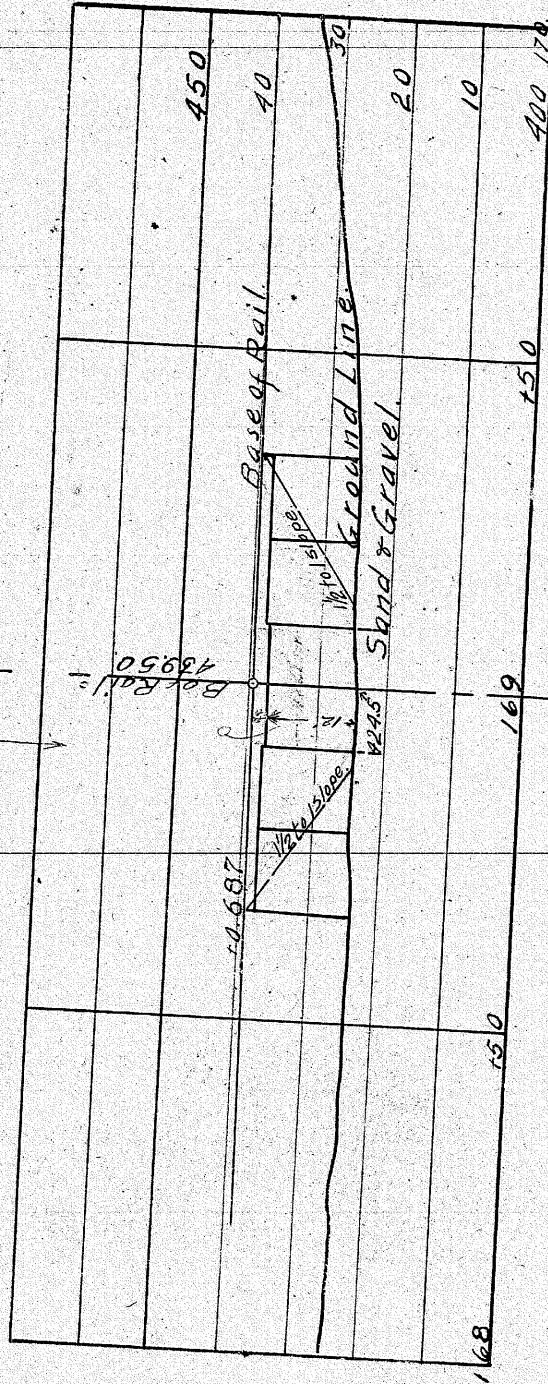 450
40
30
20
10
400
170
Base of Rail.
B. of Rail =
439.50
+0.687
Ground Line.
1½ to 1 slope.
1½ to 1 slope.
12'
424.5
Sand & Gravel.
168
+50
169
+50